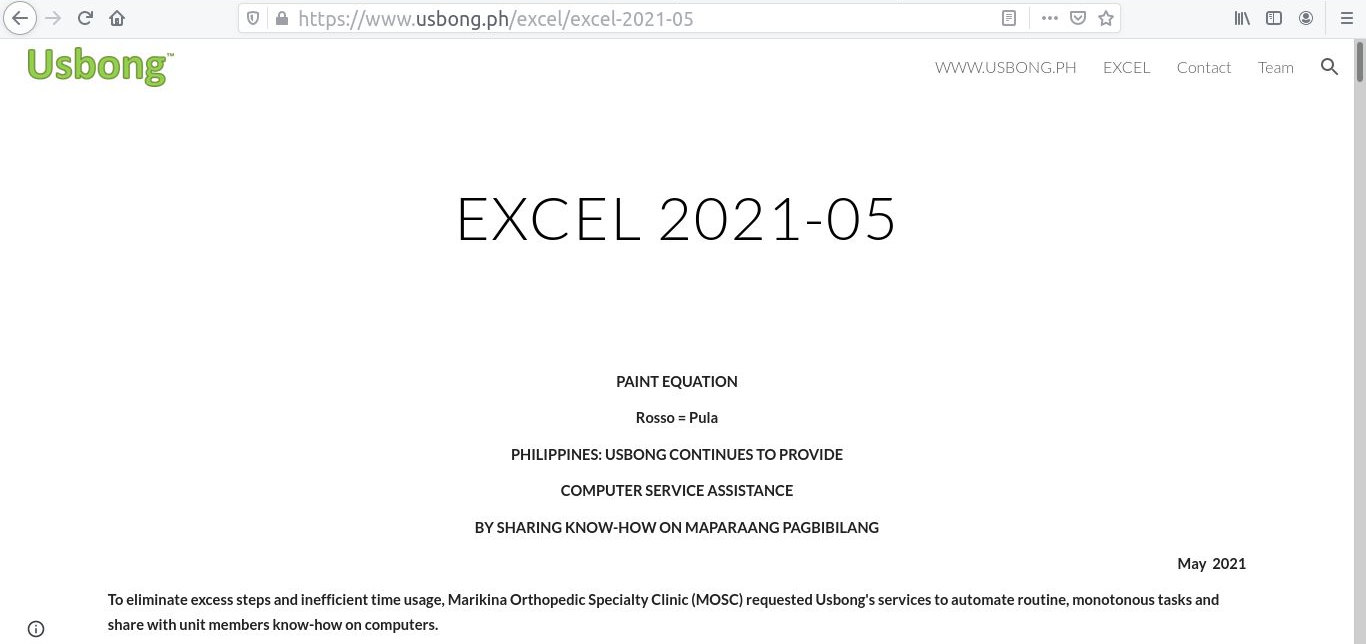 https://www.usbong.ph/excel/excel-2021-05
Usbong™
WWW.USBONG.PH EXCEL Contact Team
EXCEL 2021-05
PAINT EQUATION
Rosso = Pula
PHILIPPINES: USBONG CONTINUES TO PROVIDE
COMPUTER SERVICE ASSISTANCE
BY SHARING KNOW-HOW ON MAPARAANG PAGBIBILANG
May 2021
To eliminate excess steps and inefficient time usage, Marikina Orthopedic Specialty Clinic (MOSC) requested Usbong's services to automate routine, monotonous tasks and
share with unit members know-how on computers.